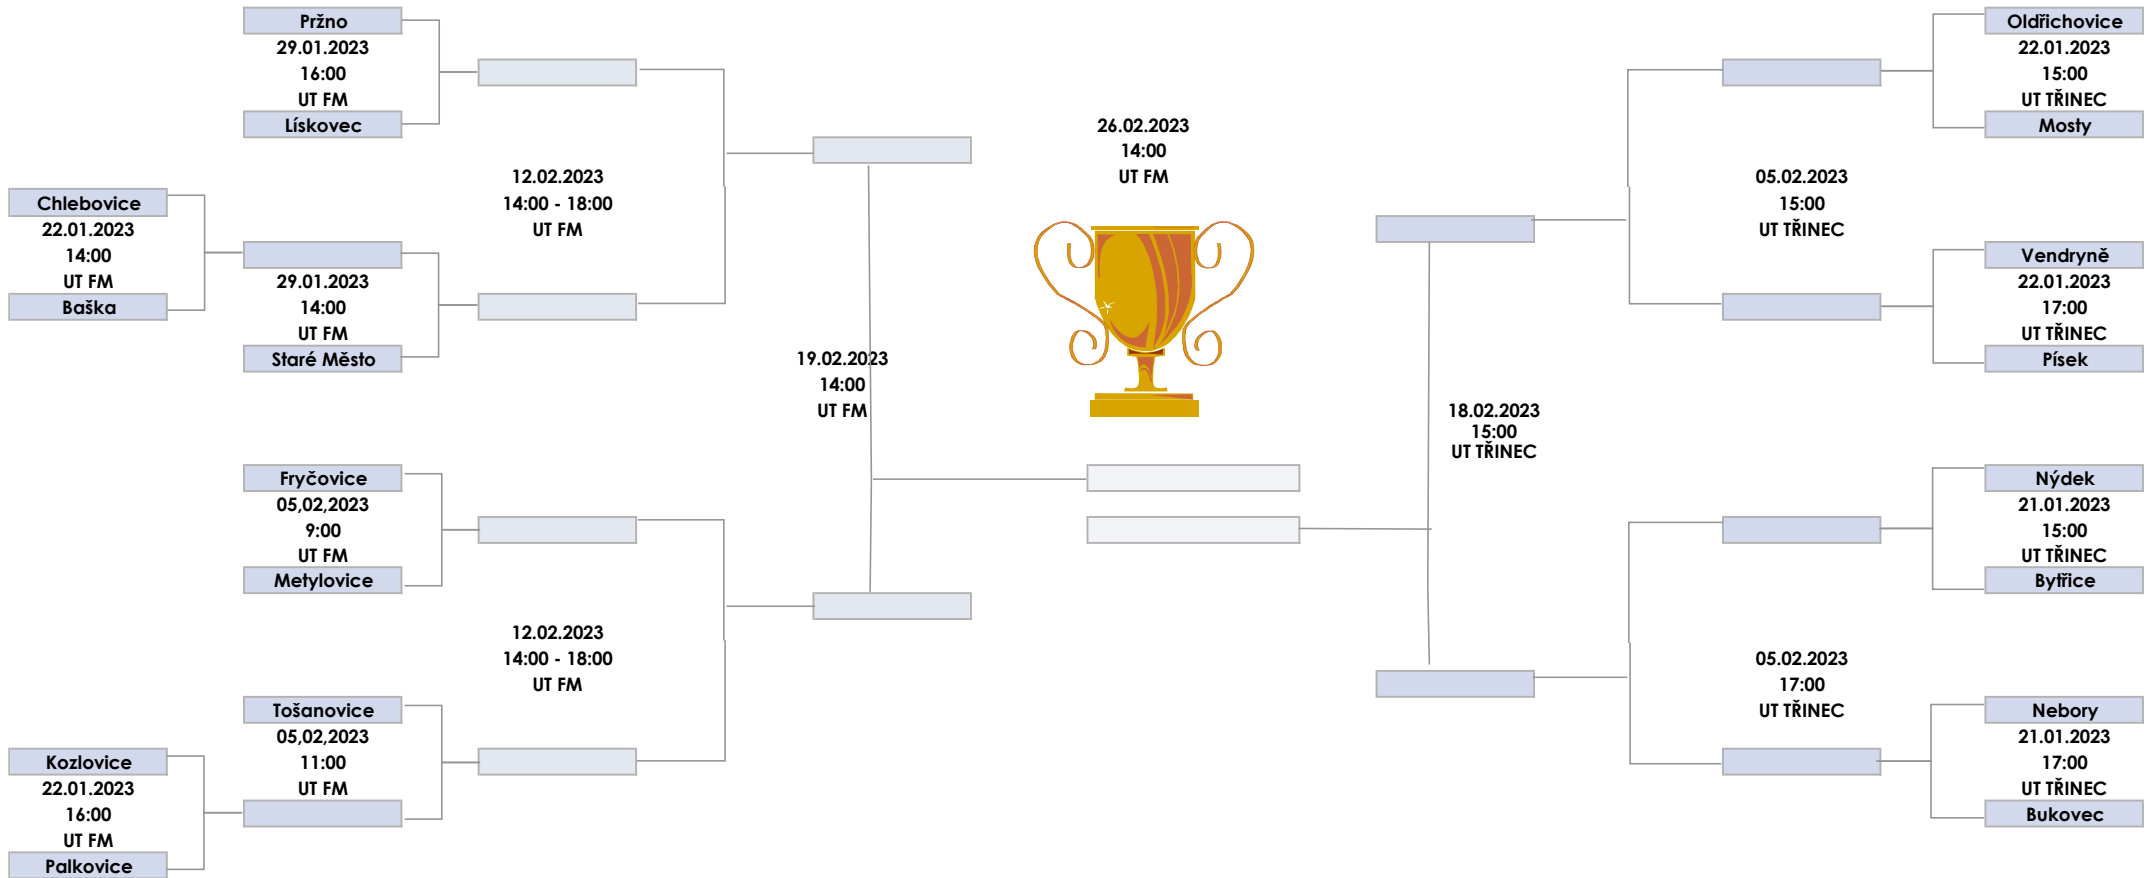 Pržno
29.01.2023
16:00
UT FM
Lískovec
12.02.2023
14:00 - 18:00
UT FM
Chlebovice
22.01.2023
14:00
UT FM
Baška
29.01.2023
14:00
UT FM
Staré Město
19.02.2023
14:00
UT FM
Fryčovice
05,02,2023
9:00
UT FM
Metylovice
12.02.2023
14:00 - 18:00
UT FM
Tošanovice
05,02,2023
11:00
UT FM
Kozlovice
22.01.2023
16:00
UT FM
Palkovice
26.02.2023
14:00
UT FM
Oldřichovice
22.01.2023
15:00
UT TŘINEC
Mosty
05.02.2023
15:00
UT TŘINEC
Vendryně
22.01.2023
17:00
UT TŘINEC
Písek
18.02.2023
15:00
UT TŘINEC
Nýdek
21.01.2023
15:00
UT TŘINEC
Bytřice
05.02.2023
17:00
UT TŘINEC
Nebory
21.01.2023
17:00
UT TŘINEC
Bukovec